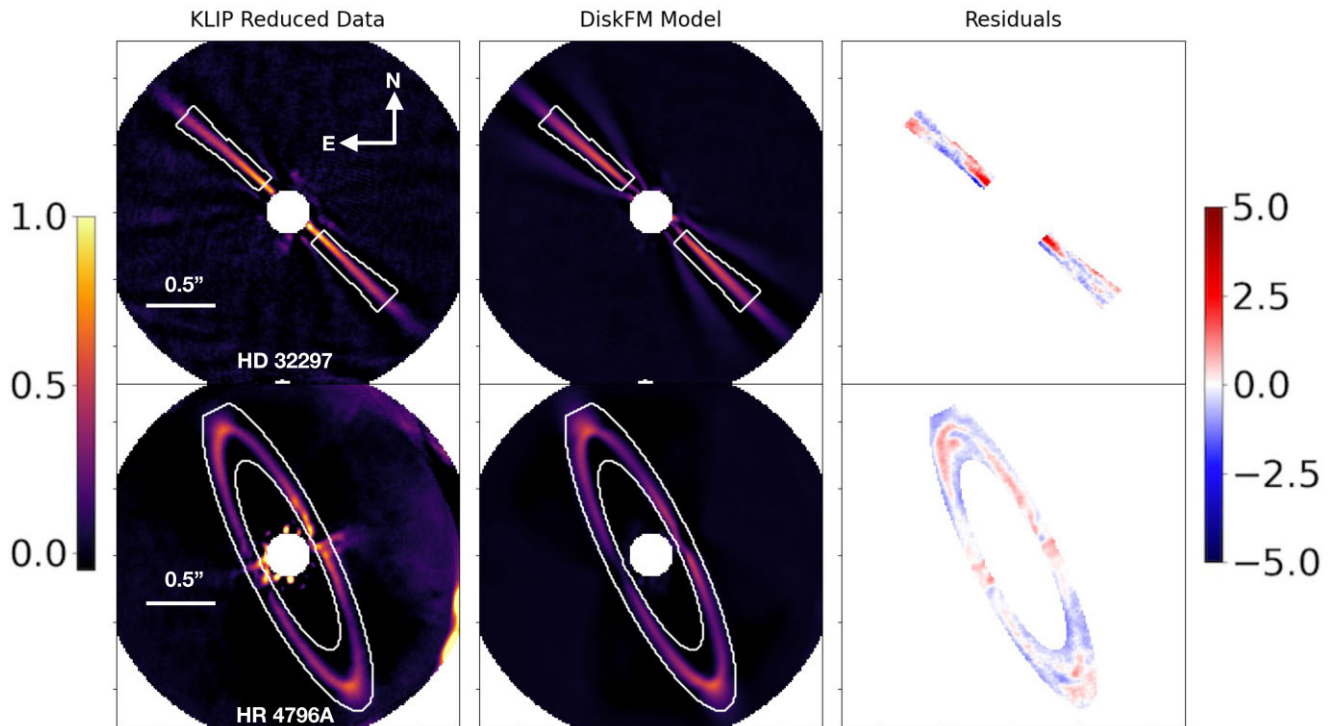 KLIP Reduced Data
DiskFM Model
Residuals
N
E
1.0
0.5
0.0
0.5”
HD 32297
5.0
2.5
0.0
−2.5
−5.0
0.5”
HR 4796A